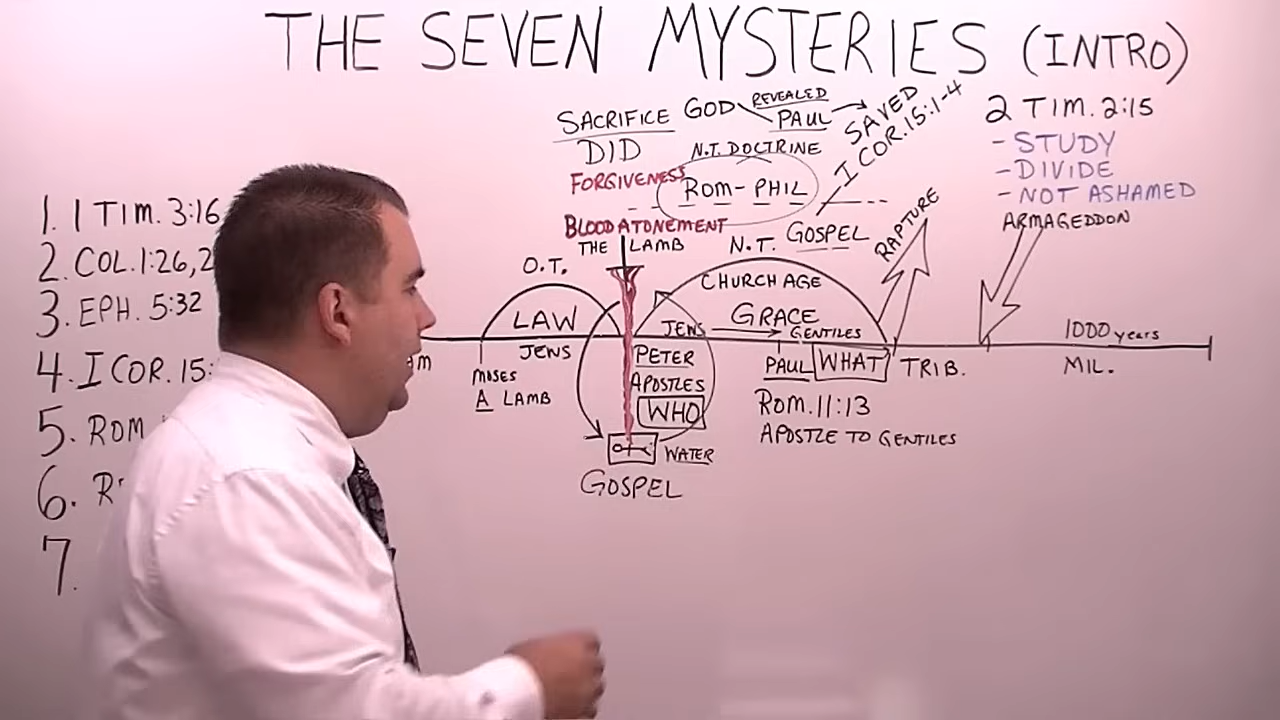 THE SEVEN MYSTERIES (INTRO)
SACRIFICE
DID
FORGIVENESS
BLOOD ATONEMENT
THE LAMB
GOD
REVEALED
PAUL
SAVED
I COR. 15:1-4
N.T. DOCTRINE
ROM- PHIL
N.T. GOSPEL
2 TIM. 2:15
- STUDY
- DIVIDE
- NOT ASHAMED
ARMAGEDDON
RAPTURE
1. 1 TIM. 3:16
2. COL. 1:26, 2
3. EPH. 5:32
4. I COR. 15:
5. ROM
6. R
7.
O.T.
LAW
JEWS
MOSES
A LAMB
CHURCH AGE
GRACE
JEWS
GENTILES
PETER
APOSTLES
WHO
WATER
GOSPEL
PAUL
WHAT
ROM. 11:13
APOSTLE TO GENTILES
TRIB.
1000 years
MIL.